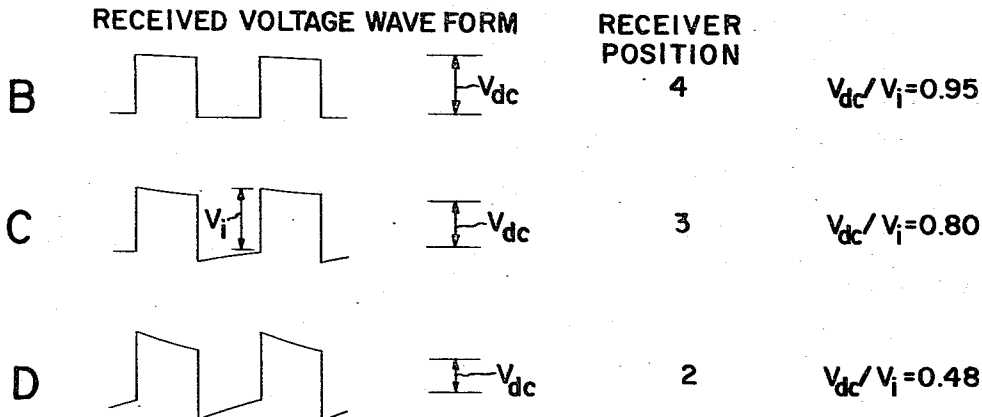 RECEIVED VOLTAGE WAVE FORM
RECEIVER
POSITION
B
Vdc
4
Vdc/Vi=0.95
C
Vi
Vdc
3
Vdc/Vi=0.80
D
Vdc
2
Vdc/Vi=0.48